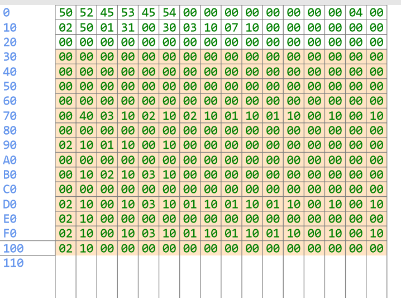 0 50 52 45 53 45 54 00 00 00 00 00 00 00 00 04 00
10 02 50 01 31 00 30 03 10 07 10 00 00 00 00 00 00
20 00 00 00 00 00 00 00 00 00 00 00 00 00 00 00 00
30 00 00 00 00 00 00 00 00 00 00 00 00 00 00 00 00
40 00 00 00 00 00 00 00 00 00 00 00 00 00 00 00 00
50 00 00 00 00 00 00 00 00 00 00 00 00 00 00 00 00
60 00 00 00 00 00 00 00 00 00 00 00 00 00 00 00 00
70 00 40 03 10 02 10 02 10 01 10 01 10 00 10 00 10
80 00 00 00 00 00 00 00 00 00 00 00 00 00 00 00 00
90 02 10 01 10 00 10 00 00 00 00 00 00 00 00 00 00
A0 00 00 00 00 00 00 00 00 00 00 00 00 00 00 00 00
B0 00 10 02 10 03 10 00 00 00 00 00 00 00 00 00 00
C0 00 00 00 00 00 00 00 00 00 00 00 00 00 00 00 00
D0 02 10 00 10 03 10 01 10 01 10 01 10 00 10 00 10
E0 02 10 00 00 00 00 00 00 00 00 00 00 00 00 00 00
F0 02 10 00 10 03 10 01 10 01 10 01 10 00 10 00 10
100 02 10 00 00 00 00 00 00 00 00 00 00 00 00 00 00
110